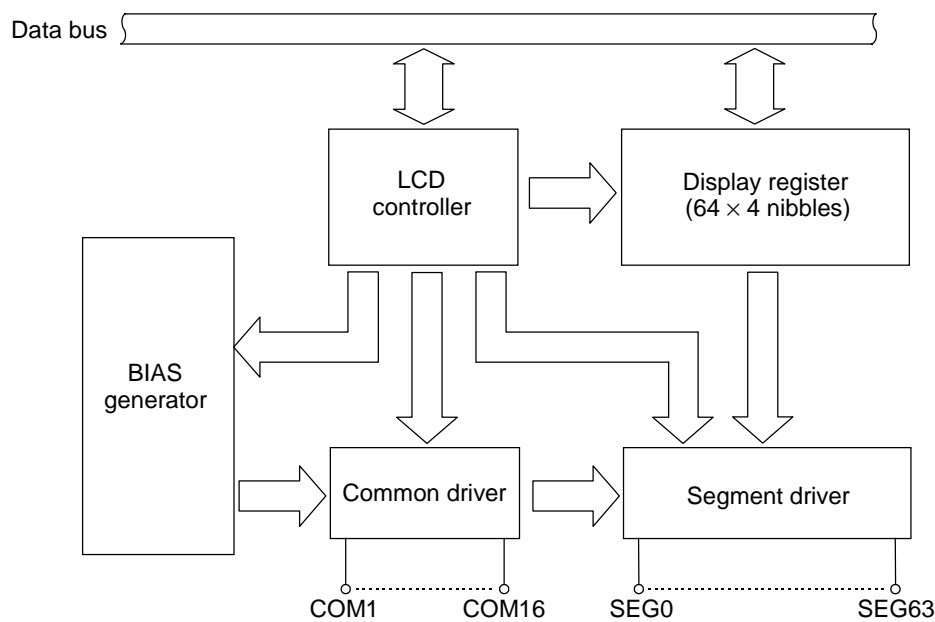 Data bus
LCD
controller
Display register
(64 × 4 nibbles)
BIAS
generator
Common driver
Segment driver
COM1
COM16
SEG0
SEG63